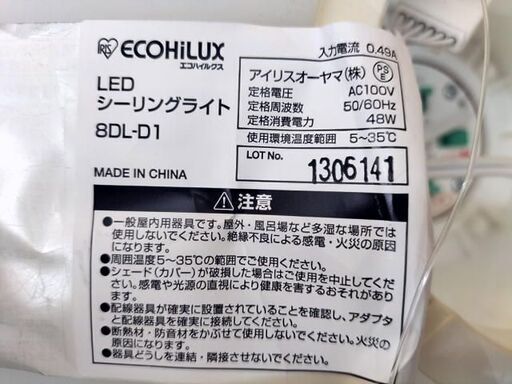 IRIS ECOHiLUX
エコハイルクス
入力電流 0.49A
LED
シーリングライト
8DL-D1
アイリスオーヤマ(株) PSE
定格電圧 AC100V
定格周波数 50/60Hz
定格消費電力 48W
使用環境温度範囲 5~35℃
LOT No. 1306141
MADE IN CHINA
注意
●一般屋内用器具です。屋外・風呂場など多湿な場所では
使用しないでください。絶縁不良による感電・火災の原因
になります。
●周囲温度5~35℃の範囲でご使用ください。
●シェード(カバー)が破損した場合はご使用を中止してくだ
さい。感電や光源の直視により健康を害するおそれがあり
ます。
●配線器具が確実に設置されていることを確認し、アダプタ
と配線器具を確実に接続してください。
●断熱材・防音材をかぶせて使用しないでください。火災の
原因になります。
●器具どうしを連結・隣接させないでください。